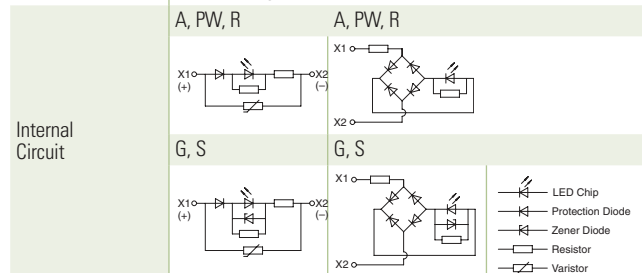 A, PW, R
A, PW, R
X1
(+)
X2
(–)
X1
X2
Internal
Circuit
G, S
G, S
X1
(+)
X2
(–)
X1
X2
LED Chip
Protection Diode
Zener Diode
Resistor
Varistor